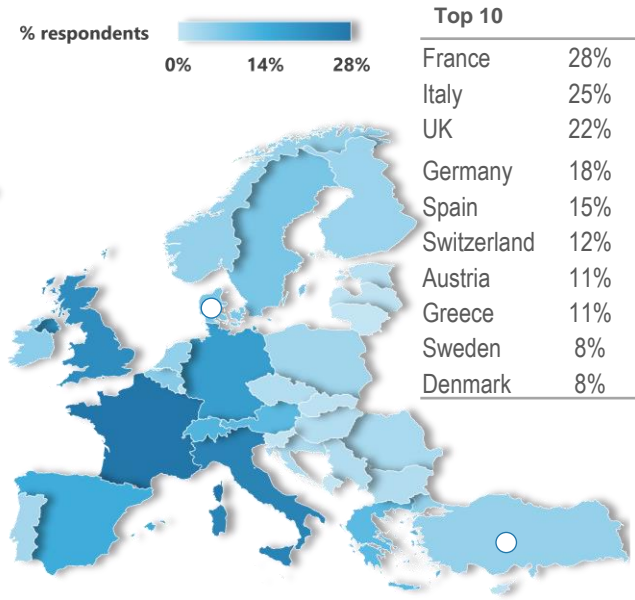 Top 10
% respondents
0% 14% 28%
France 28%
Italy 25%
UK 22%
Germany 18%
Spain 15%
Switzerland 12%
Austria 11%
Greece 11%
Sweden 8%
Denmark 8%